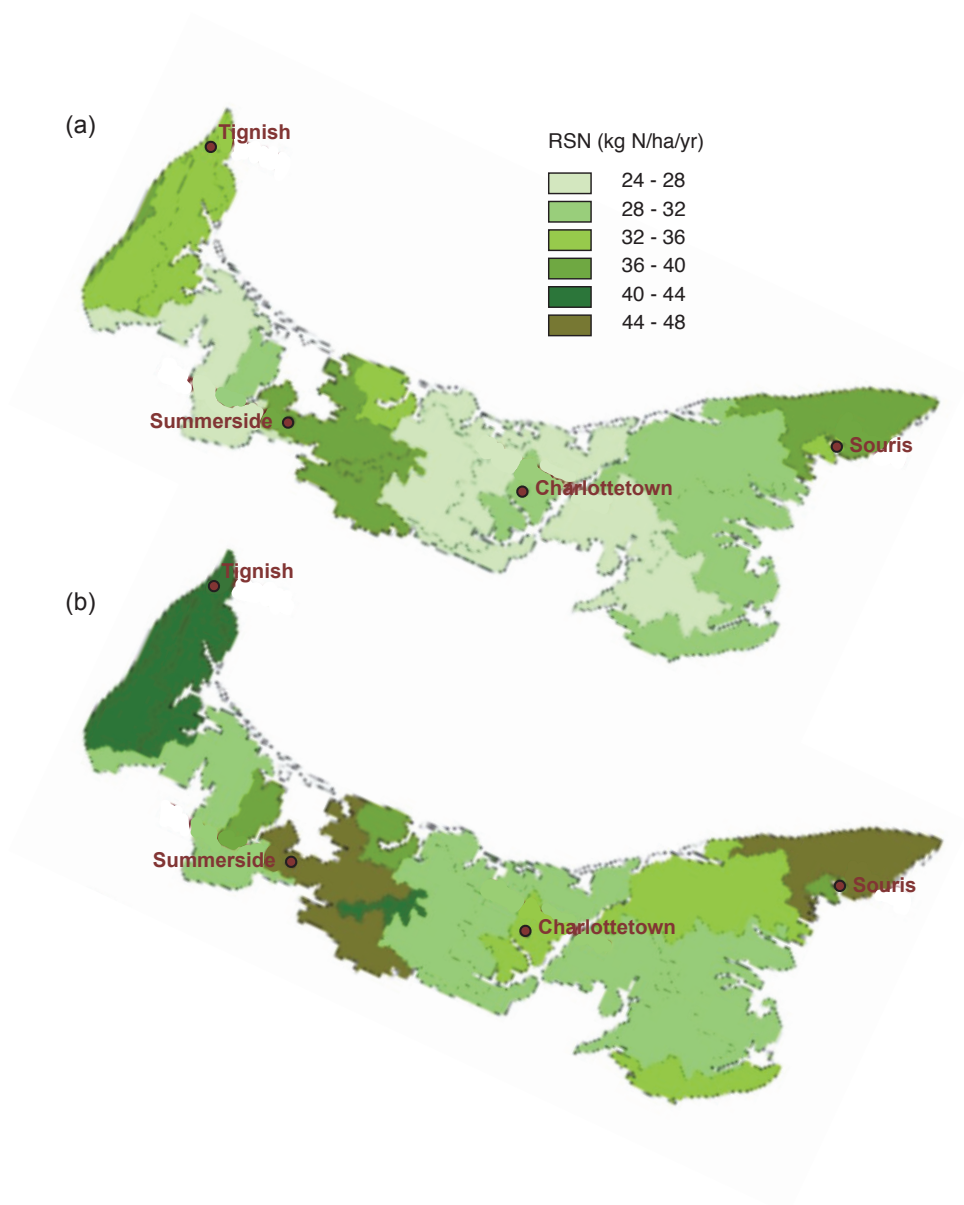 (a)
Tignish
RSN (kg N/ha/yr)
24 - 28
28 - 32
32 - 36
36 - 40
40 - 44
44 - 48
Summerside
Souris
Charlottetown
(b)
Tignish
Summerside
Souris
Charlottetown